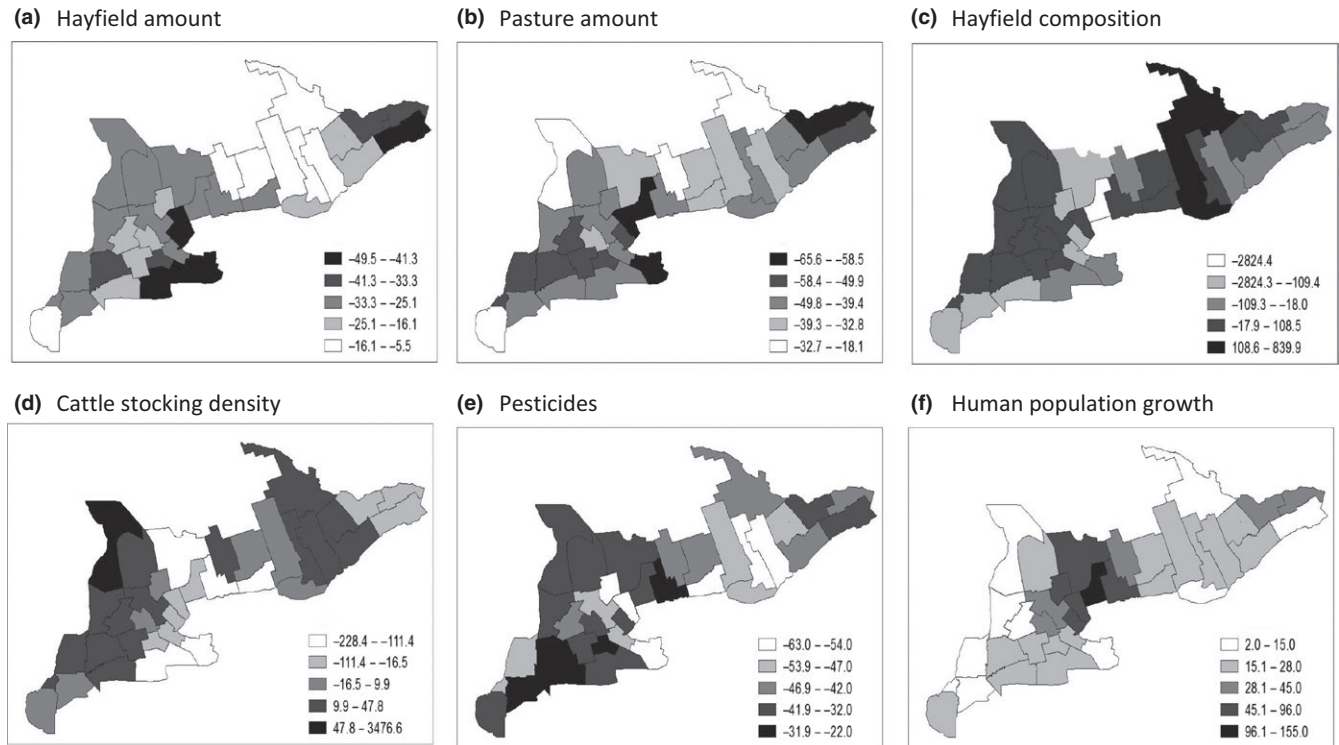 (a) Hayfield amount
(b) Pasture amount
(c) Hayfield composition
–49.5 – –41.3
–41.3 – –33.3
–33.3 – –25.1
–25.1 – –16.1
–16.1 – –5.5
–65.6 – –58.5
–58.4 – –49.9
–49.8 – –39.4
–39.3 – –32.8
–32.7 – –18.1
–2824.4
–2824.3 – –109.4
–109.3 – –18.0
–17.9 – 108.5
108.6 – 839.9
(d) Cattle stocking density
(e) Pesticides
(f) Human population growth
–228.4 – –111.4
–111.4 – –16.5
–16.5 – 9.9
9.9 – 47.8
47.8 – 3476.6
–63.0 – –54.0
–53.9 – –47.0
–46.9 – –42.0
–41.9 – –32.0
–31.9 – –22.0
2.0 – 15.0
15.1 – 28.0
28.1 – 45.0
45.1 – 96.0
96.1 – 155.0